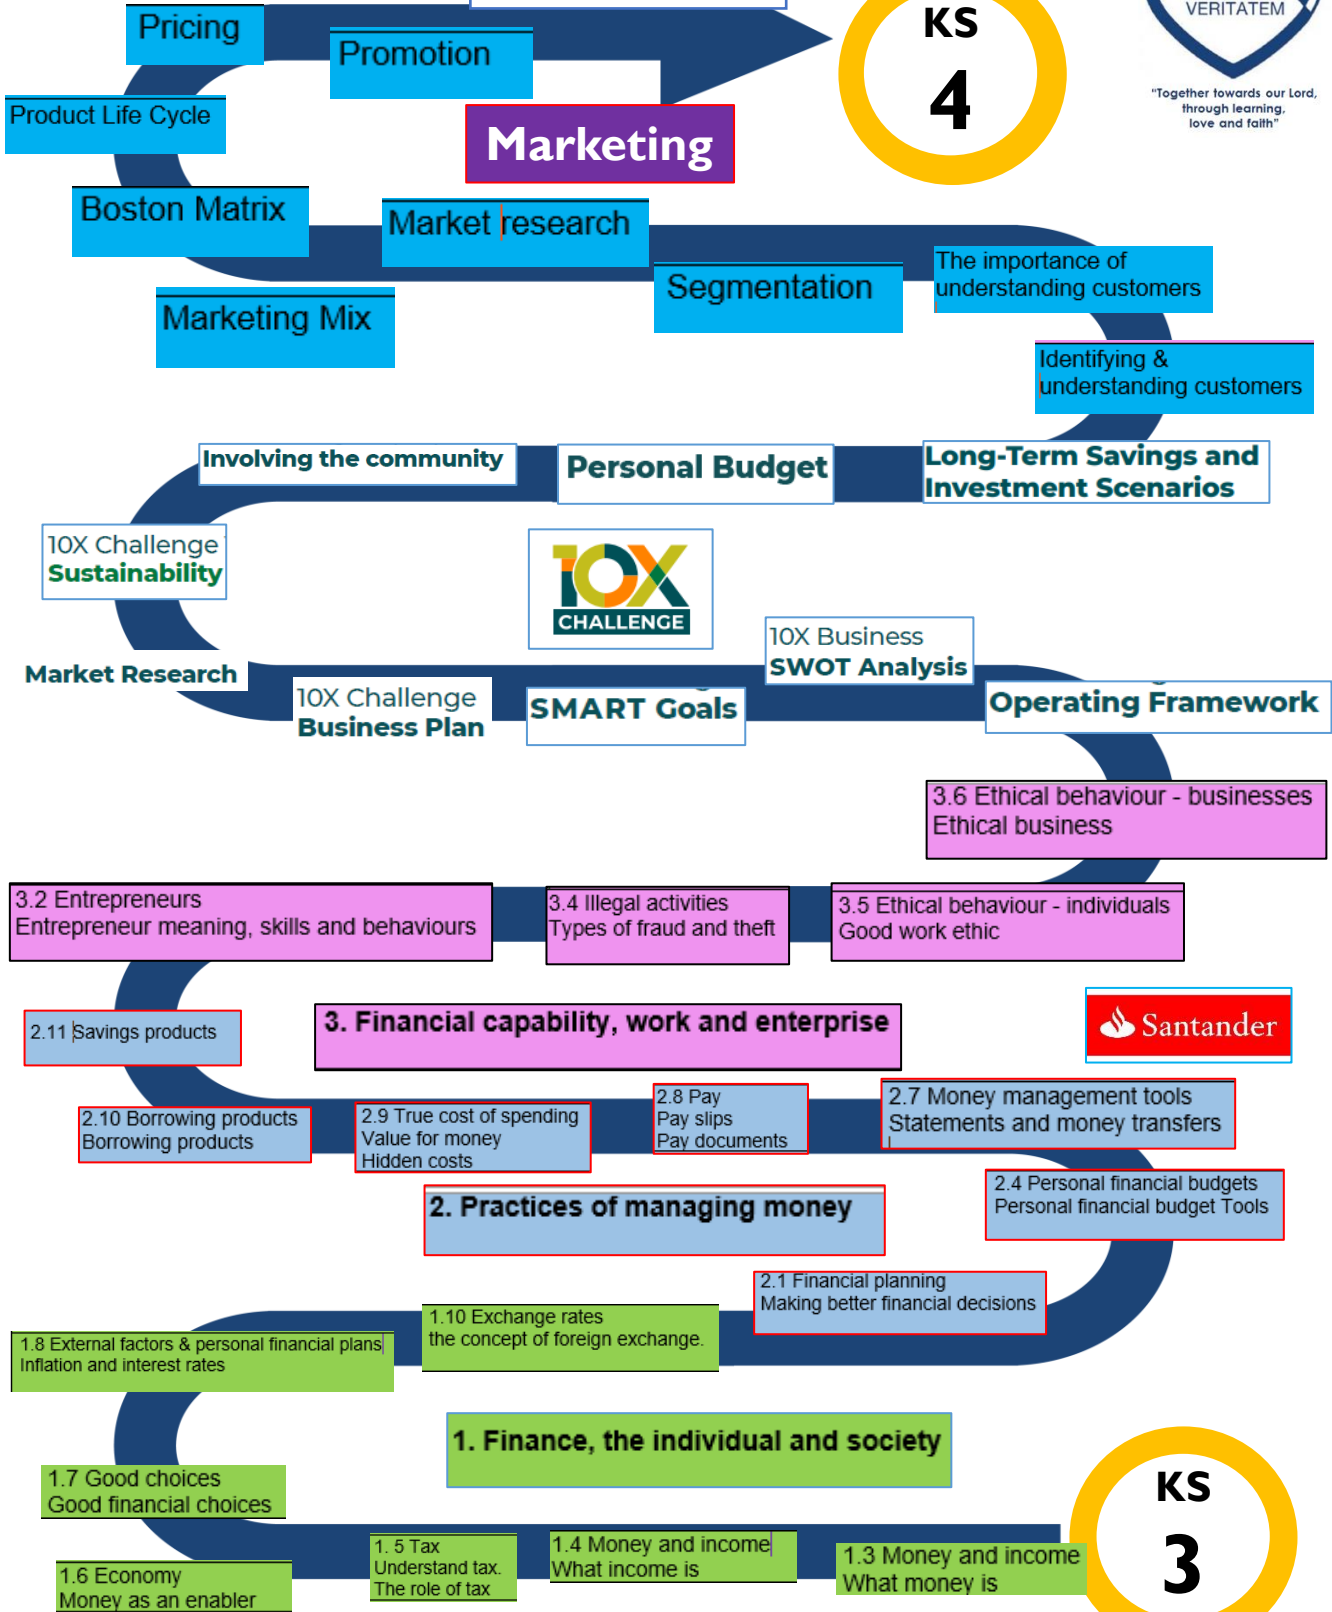 Pricing
Promotion
KS
4
VERITATEM
"Together towards our Lord,
through learning,
love and faith"
Product Life Cycle
Marketing
Boston Matrix
Market research
Segmentation
The importance of
understanding customers
Marketing Mix
Identifying &
understanding customers
Involving the community
Personal Budget
Long-Term Savings and
Investment Scenarios
10X Challenge
Sustainability
10X
CHALLENGE
10X Business
SWOT Analysis
Market Research
10X Challenge
Business Plan
SMART Goals
Operating Framework
3.6 Ethical behaviour - businesses
Ethical business
3.2 Entrepreneurs
Entrepreneur meaning, skills and behaviours
3.4 Illegal activities
Types of fraud and theft
3.5 Ethical behaviour - individuals
Good work ethic
2.11 Savings products
3. Financial capability, work and enterprise
Santander
2.10 Borrowing products
Borrowing products
2.9 True cost of spending
Value for money
Hidden costs
2.8 Pay
Pay slips
Pay documents
2.7 Money management tools
Statements and money transfers
2. Practices of managing money
2.4 Personal financial budgets
Personal financial budget Tools
2.1 Financial planning
Making better financial decisions
1.10 Exchange rates
the concept of foreign exchange.
1.8 External factors & personal financial plans
Inflation and interest rates
1. Finance, the individual and society
1.7 Good choices
Good financial choices
KS
3
1.6 Economy
Money as an enabler
1. 5 Tax
Understand tax.
The role of tax
1.4 Money and income
What income is
1.3 Money and income
What money is